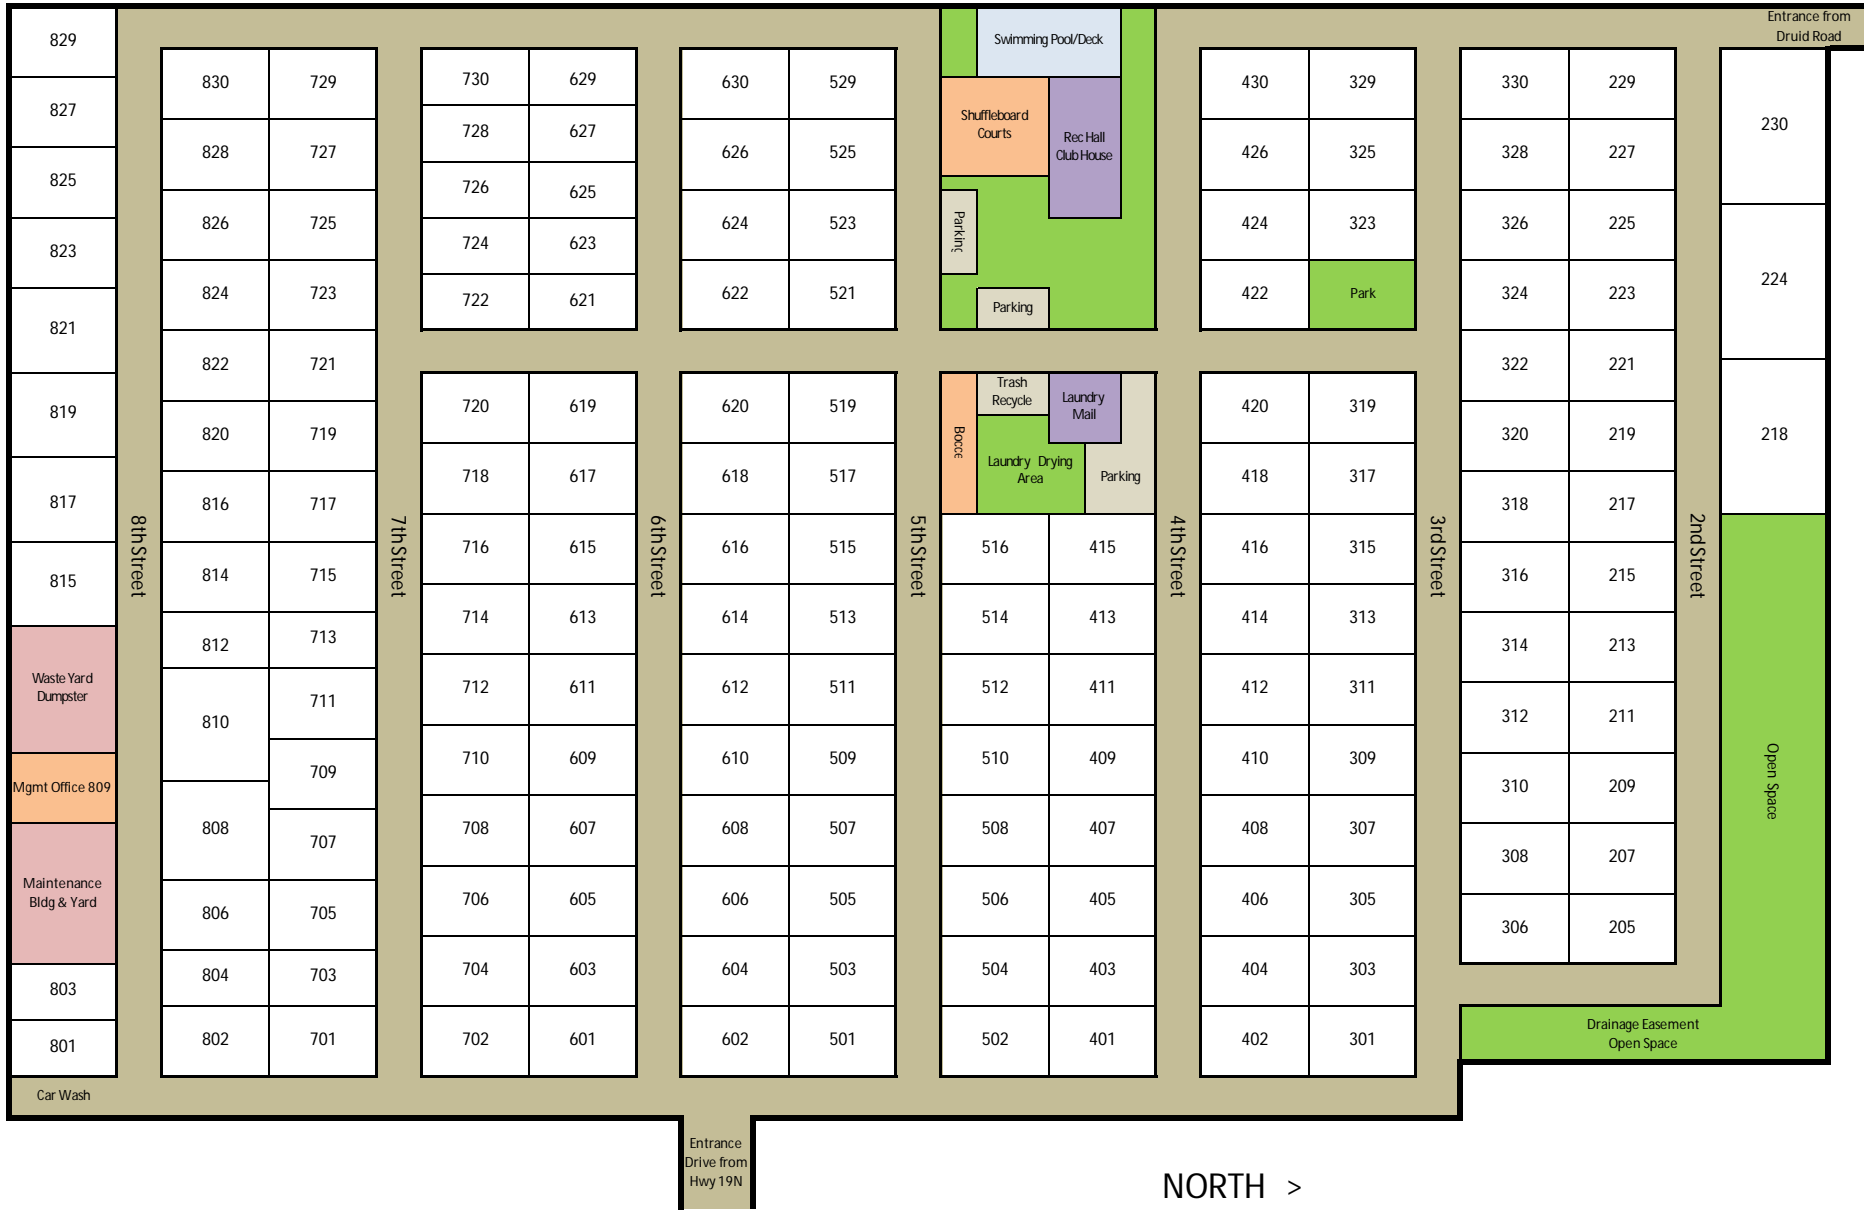 Entrance from
Druid Road
829
827
825
823
821
819
817
815
Waste Yard
Dumpster
Mgmt Office 809
Maintenance
Bldg & Yard
803
801
Car Wash
8th Street
830 729
828 727
826 725
824 723
822 721
820 719
816 717
814 715
812 713
810 711
709
808 707
806 705
804 703
802 701
7th Street
730 629
728 627
726 625
724 623
722 621
720 619
718 617
716 615
714 613
712 611
710 609
708 607
706 605
704 603
702 601
6th Street
630 529
626 525
624 523
622 521
620 519
618 517
616 515
614 513
612 511
610 509
608 507
606 505
604 503
602 501
5th Street
Swimming Pool/Deck
Shuffleboard
Courts
Rec Hall
Club House
Parking
Parking
Bocce
Trash
Recycle
Laundry
Mail
Laundry Drying
Area
Parking
516 415
514 413
512 411
510 409
508 407
506 405
504 403
502 401
4th Street
430 329
426 325
424 323
422 Park
420 319
418 317
416 315
414 313
412 311
410 309
408 307
406 305
404 303
402 301
3rd Street
330 229
328 227
326 225
324 223
322 221
320 219
318 217
316 215
314 213
312 211
310 209
308 207
306 205
2nd Street
230
224
218
Open Space
Drainage Easement
Open Space
Entrance
Drive from
Hwy 19N
NORTH >